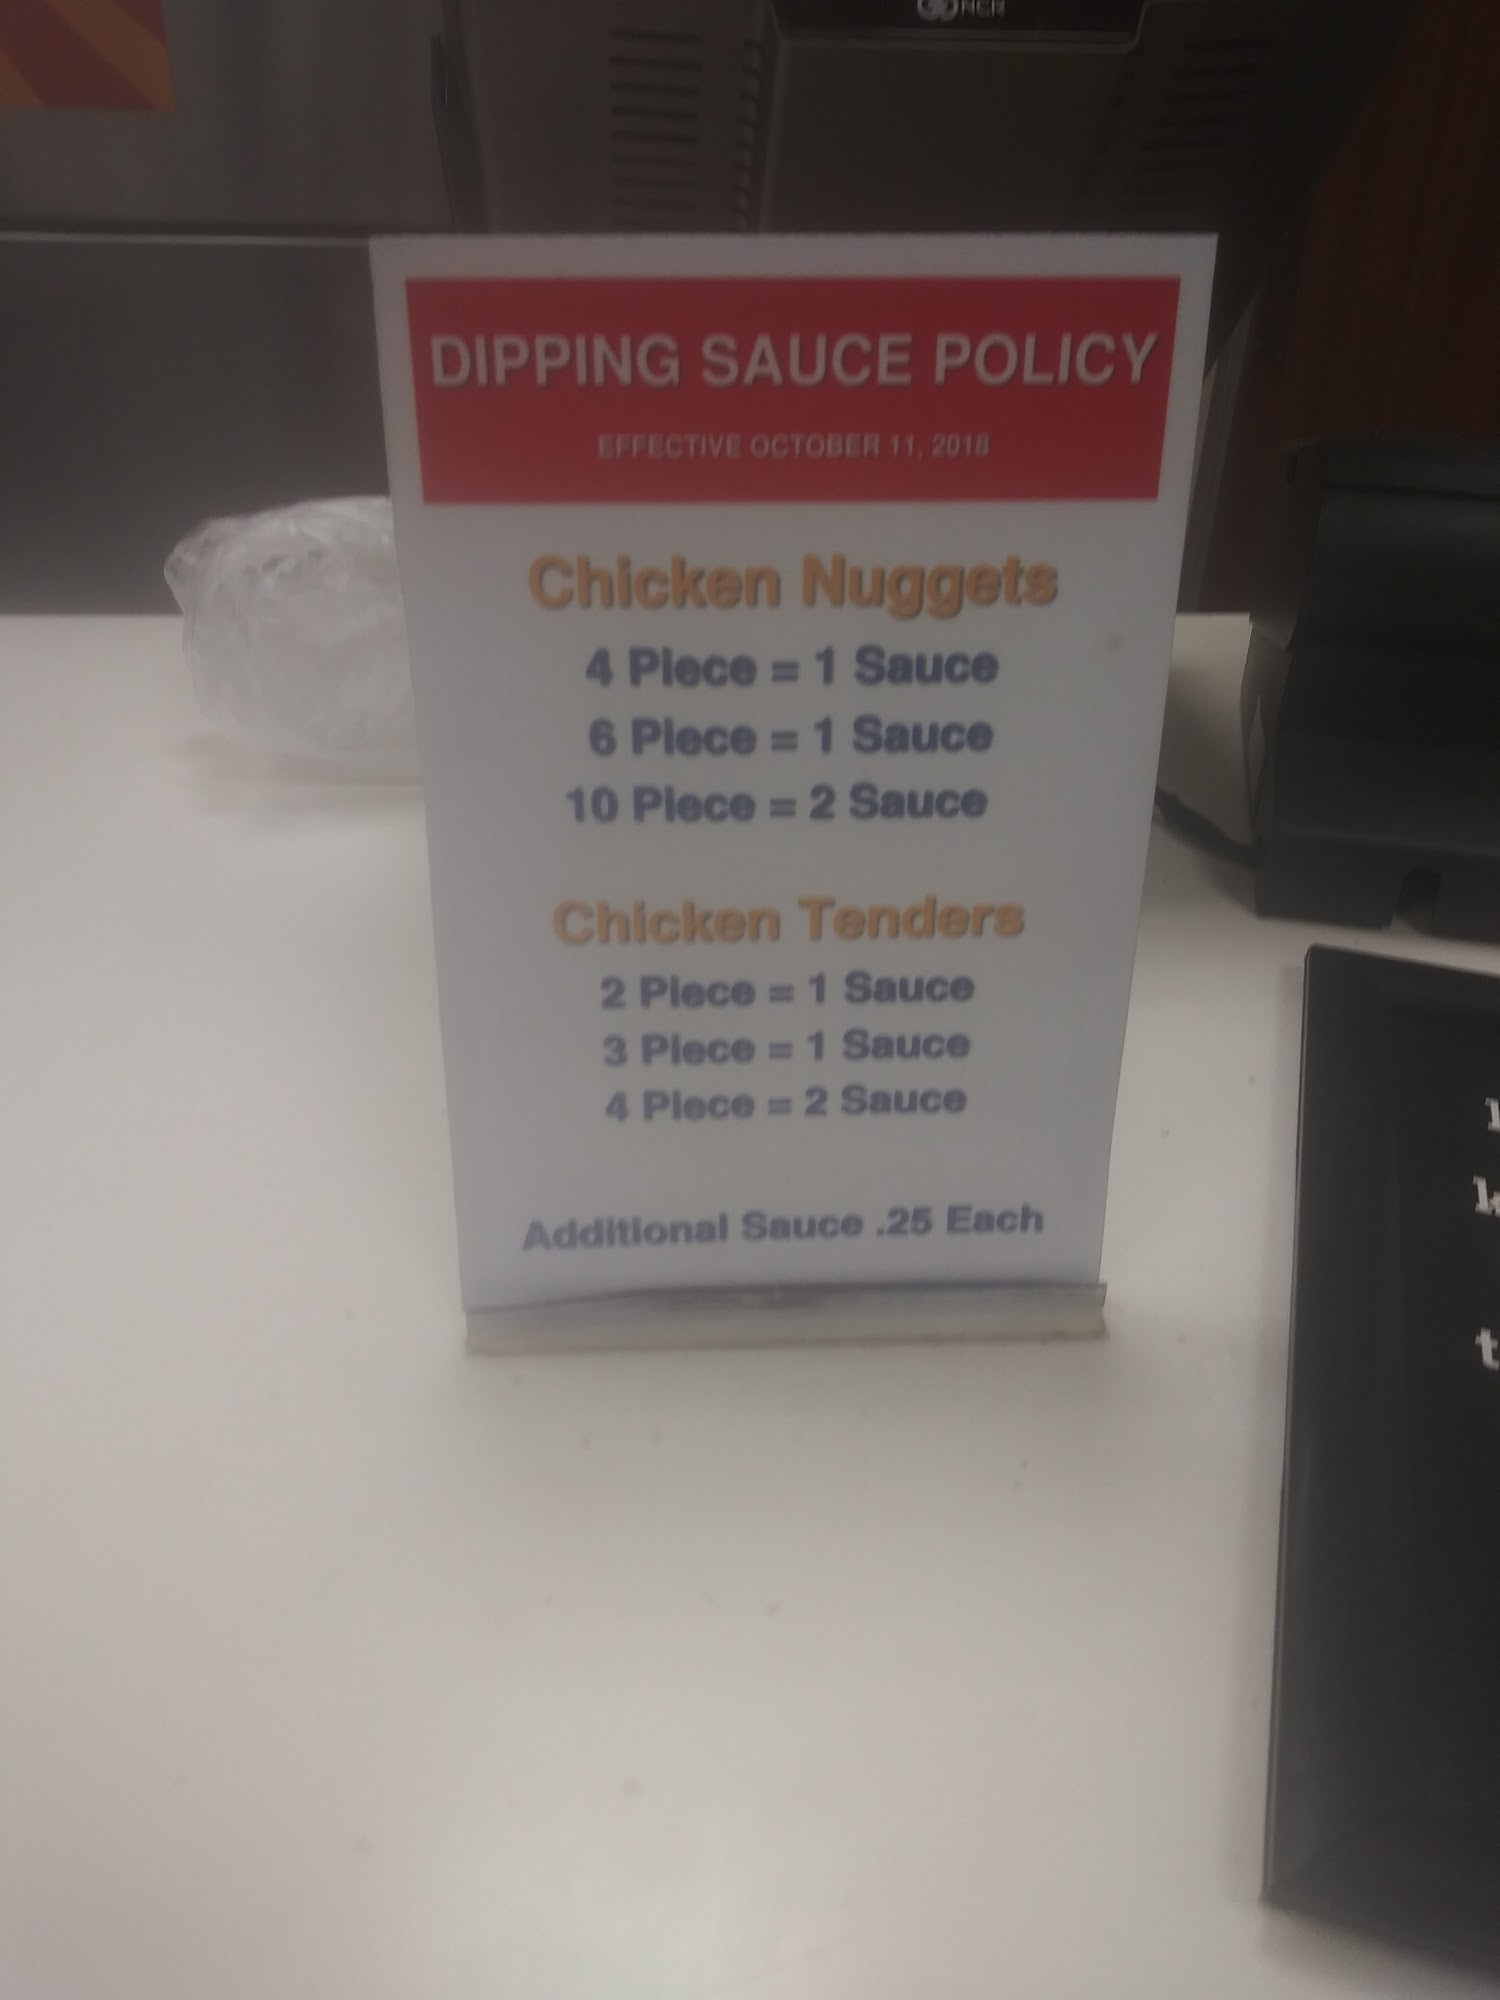 NCR
DIPPING SAUCE POLICY
EFFECTIVE OCTOBER 11, 2018
Chicken Nuggets
4 Piece = 1 Sauce
6 Piece = 1 Sauce
10 Piece = 2 Sauce
Chicken Tenders
2 Piece = 1 Sauce
3 Piece = 1 Sauce
4 Piece = 2 Sauce
Additional Sauce .25 Each